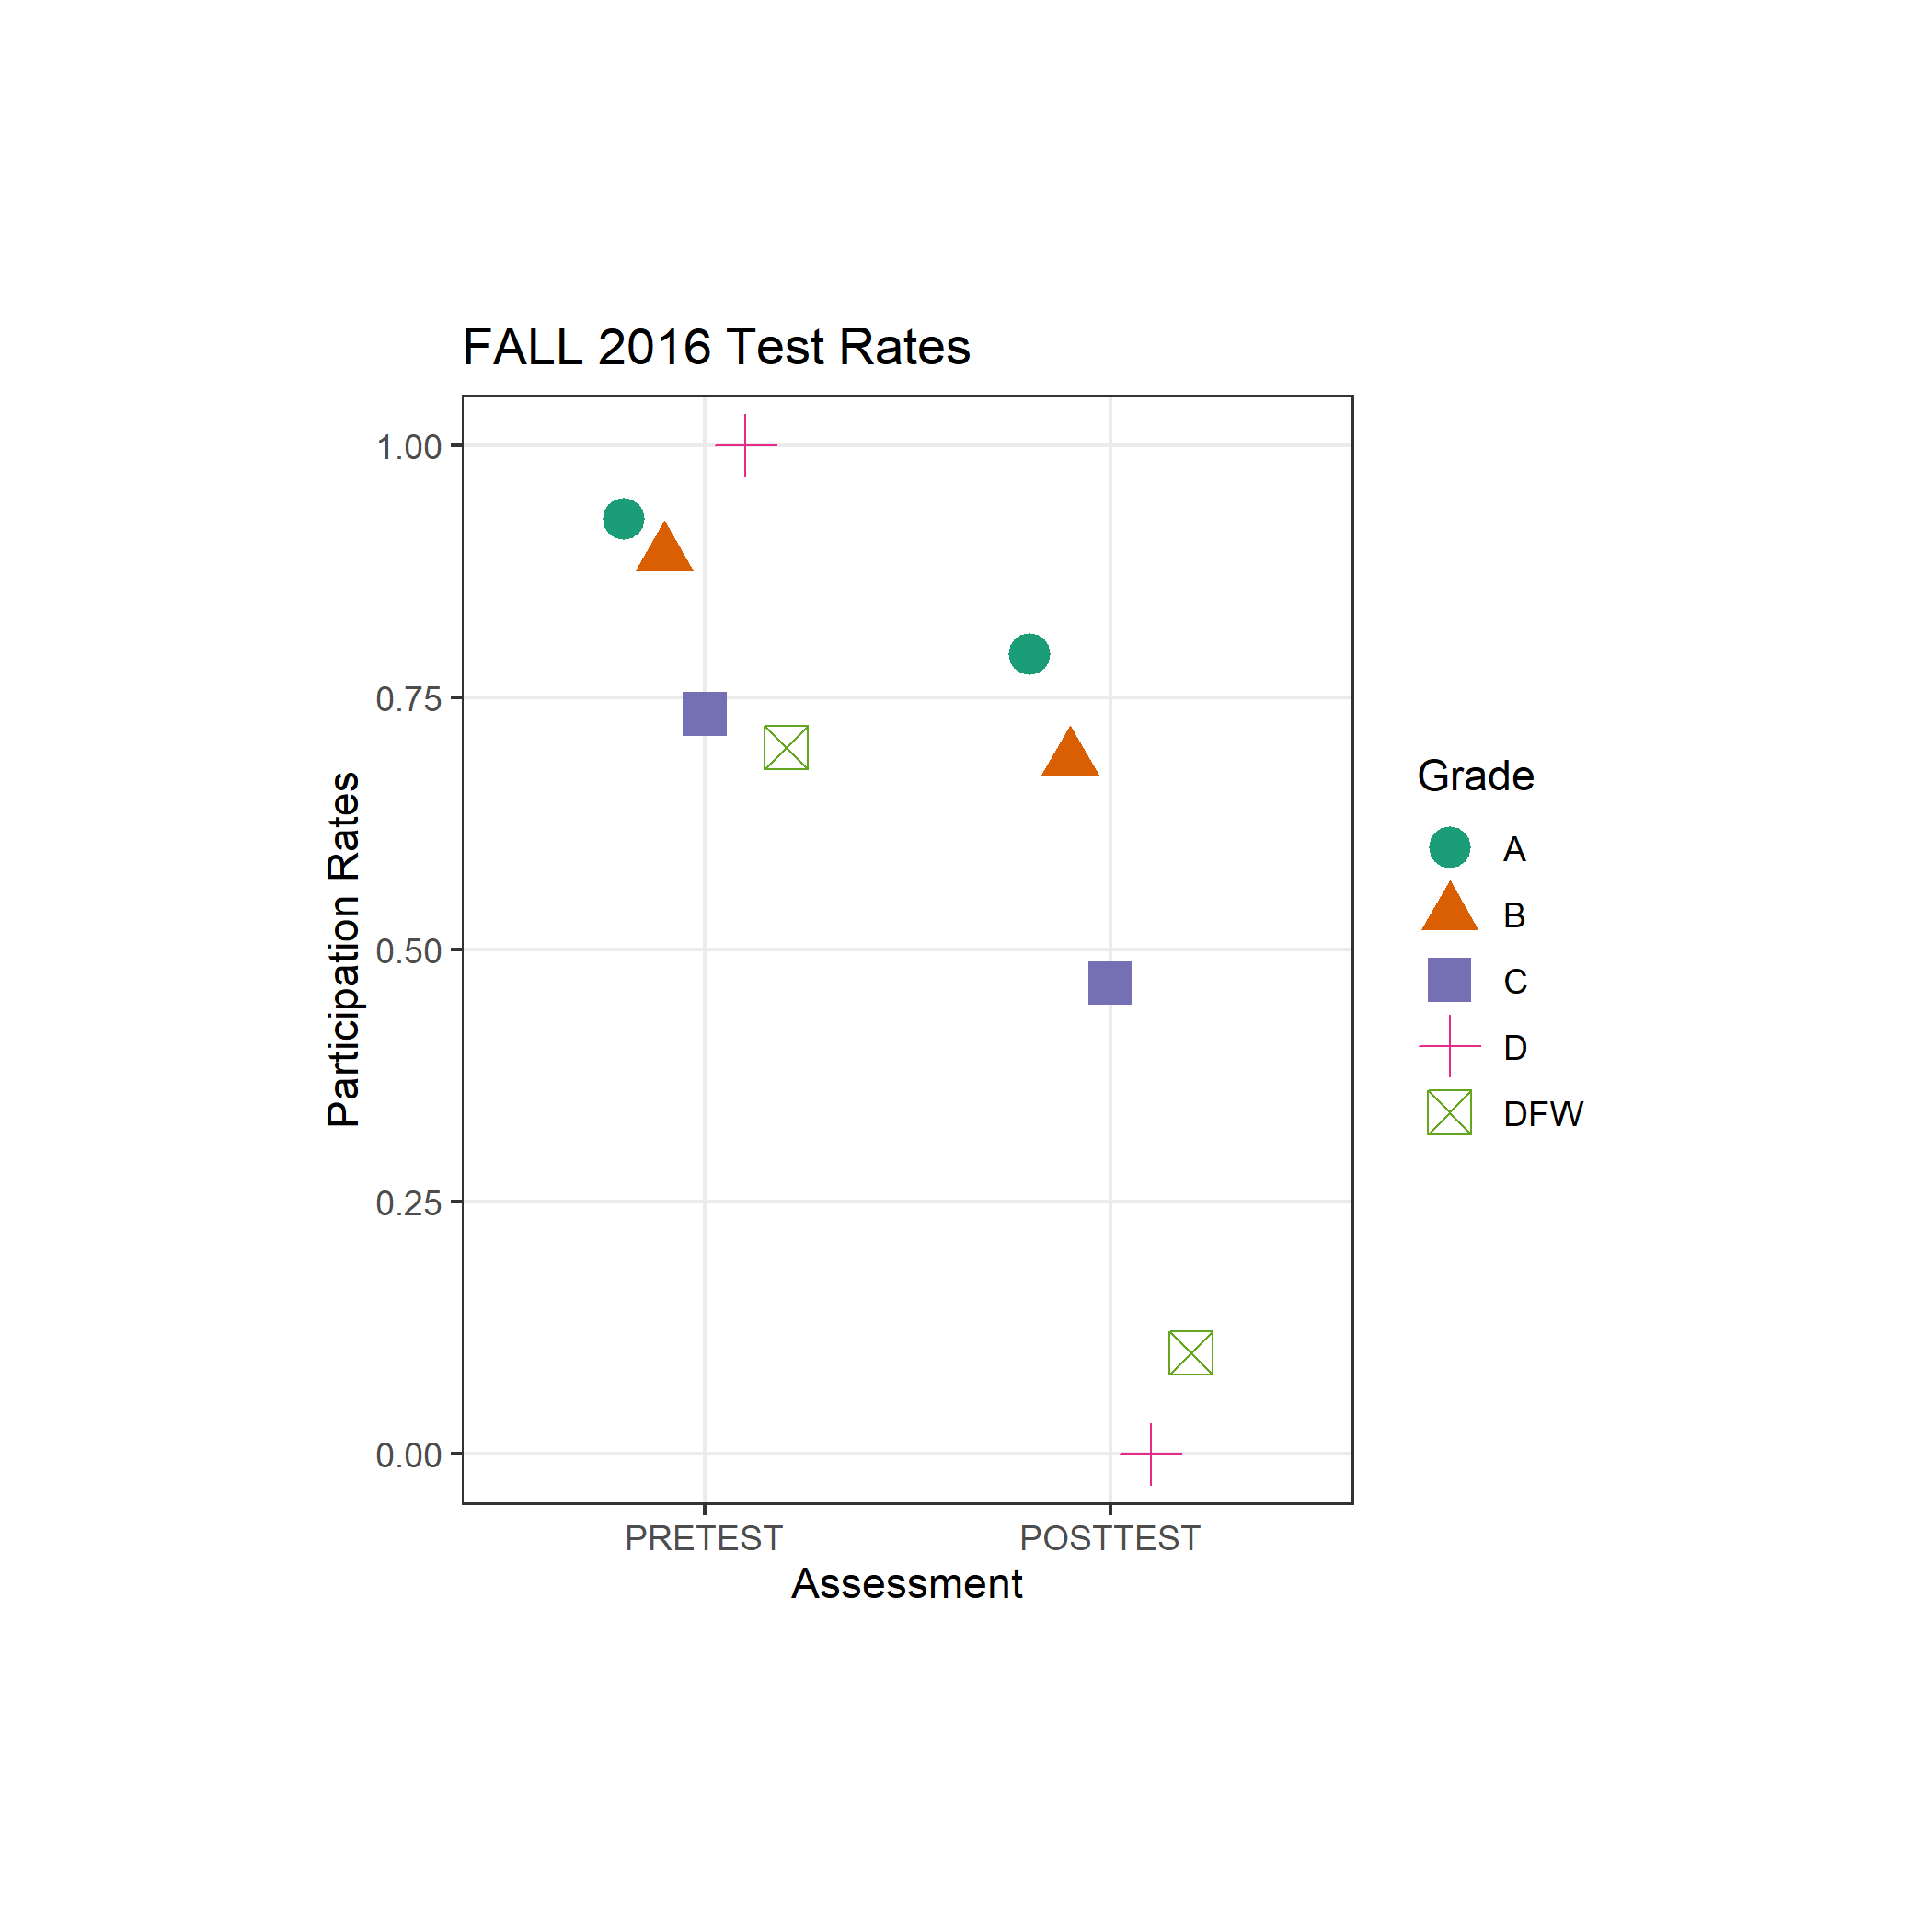 FALL 2016 Test Rates
1.00
0.75
0.50
0.25
0.00
Participation Rates
PRETEST
POSTTEST
Assessment
Grade
A
B
C
D
DFW